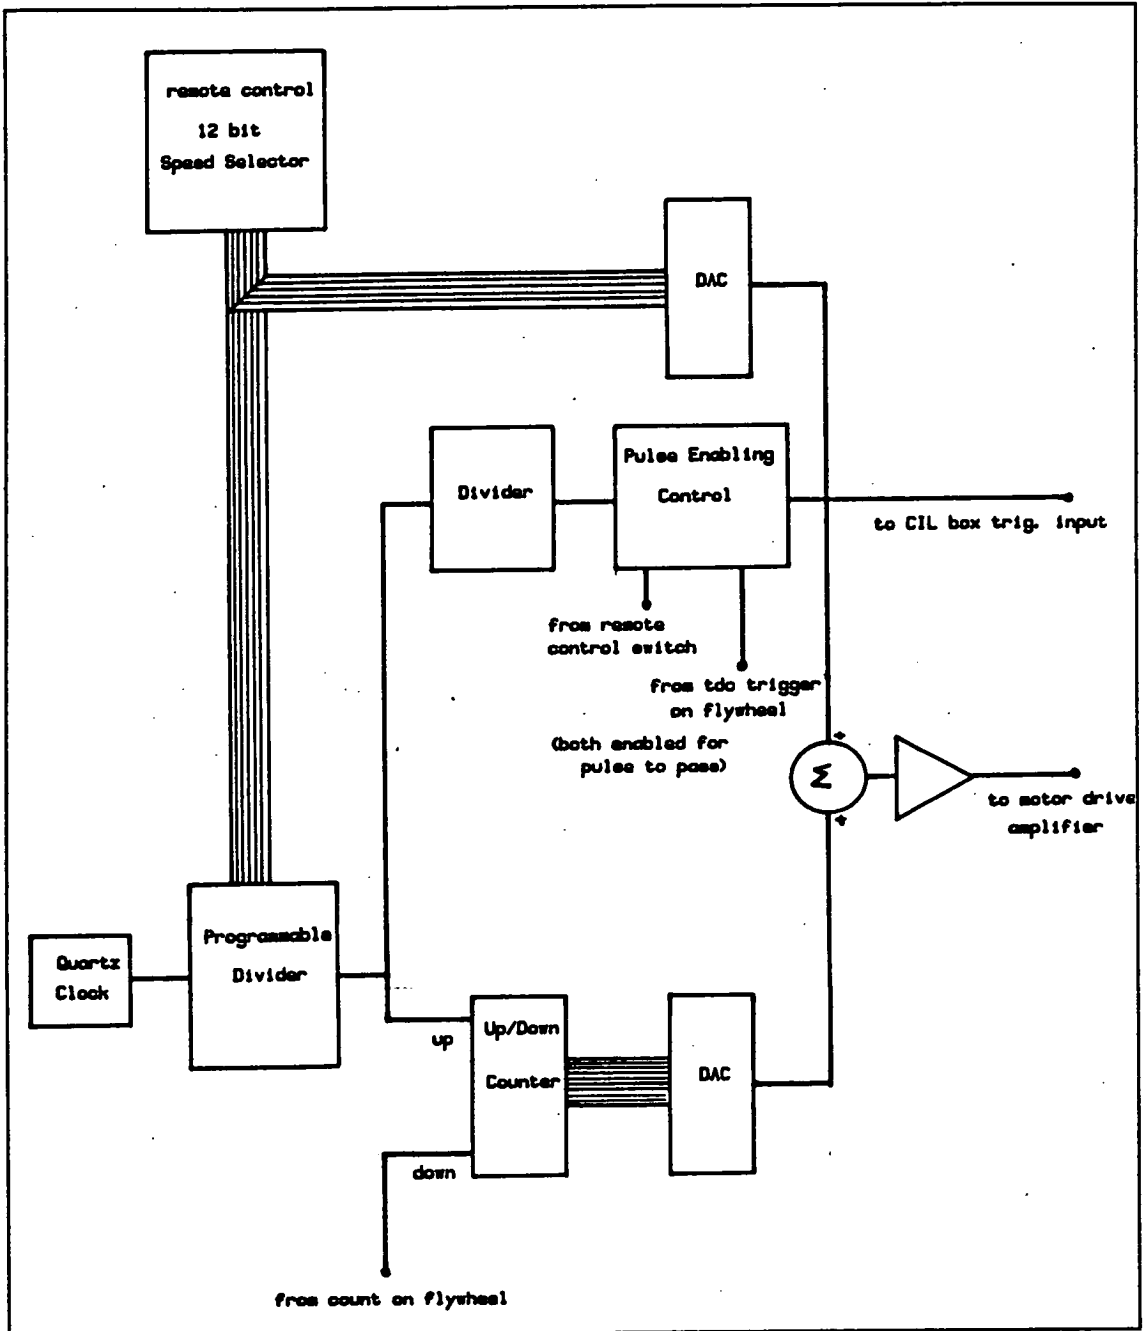 remote control
12 bit
Speed Selector
DAC
Divider
Pulse Enabling
Control
to CIL box trig. input
from remote
control switch
from tdc trigger
on flywheel
(both enabled for
pulse to pass)
+
Σ
+
to motor drive
amplifier
Programmable
Divider
Quartz
Clock
up
Up/Down
Counter
DAC
down
from count on flywheel